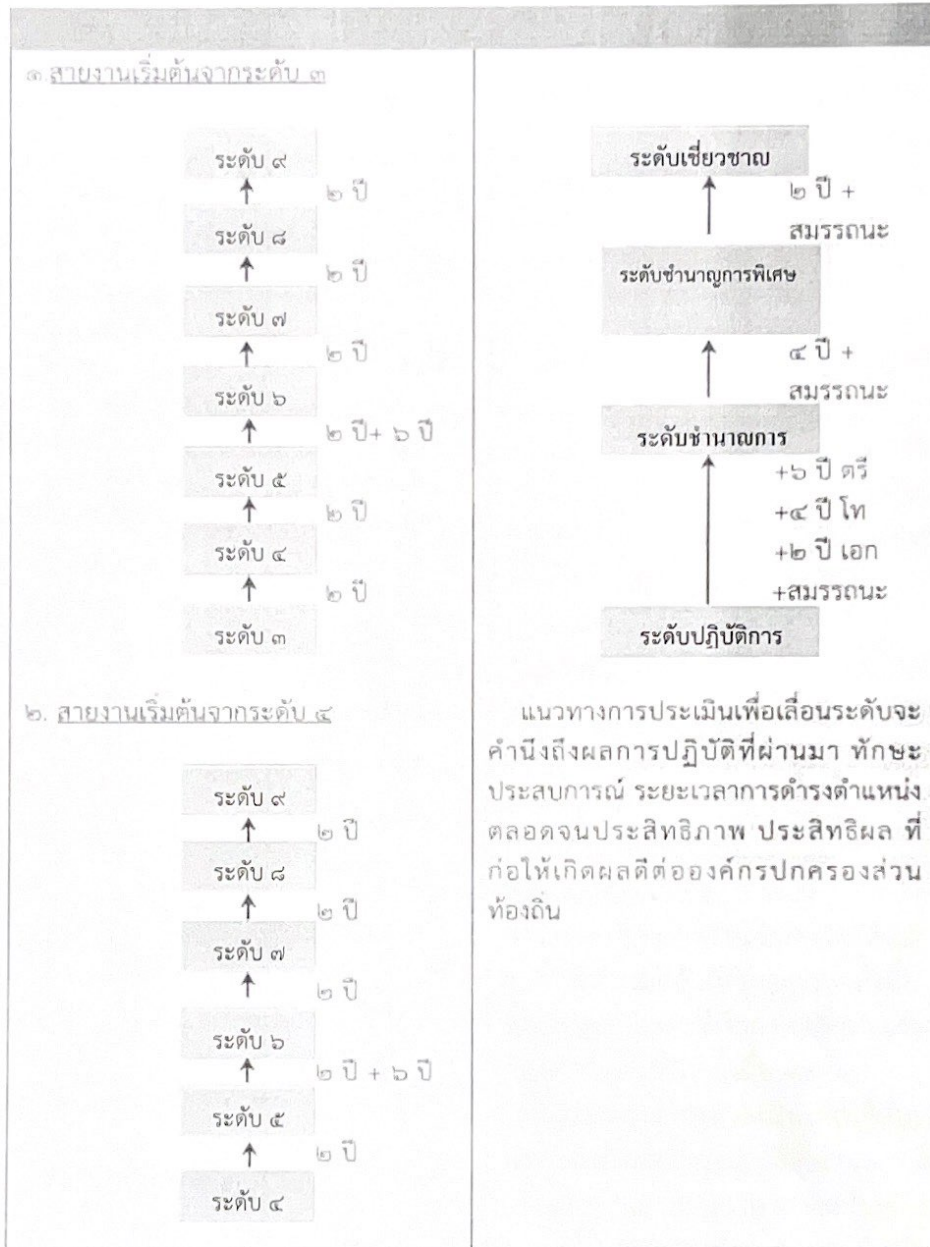 ๑.สายงานเริ่มต้นจากระดับ ๓
ระดับ ๙
๒ ปี
ระดับ ๘
๒ ปี
ระดับ ๗
๒ ปี
ระดับ ๖
๒ ปี+ ๖ ปี
ระดับ ๕
๒ ปี
ระดับ ๔
๒ ปี
ระดับ ๓
๒. สายงานเริ่มต้นจากระดับ ๔
ระดับ ๙
๒ ปี
ระดับ ๘
๒ ปี
ระดับ ๗
๒ ปี
ระดับ ๖
๒ ปี + ๖ ปี
ระดับ ๕
๒ ปี
ระดับ ๔
ระดับเชี่ยวชาญ
๒ ปี +
สมรรถนะ
ระดับชำนาญการพิเศษ
๔ ปี +
สมรรถนะ
ระดับชำนาญการ
+๖ ปี ตรี
+๔ ปี โท
+๒ ปี เอก
+สมรรถนะ
ระดับปฏิบัติการ
แนวทางการประเมินเพื่อเลื่อนระดับจะ
คำนึงถึงผลการปฏิบัติที่ผ่านมา ทักษะ
ประสบการณ์ ระยะเวลาการดำรงตำแหน่ง
ตลอดจนประสิทธิภาพ ประสิทธิผล ที่
ก่อให้เกิดผลดีต่อองค์กรปกครองส่วน
ท้องถิ่น